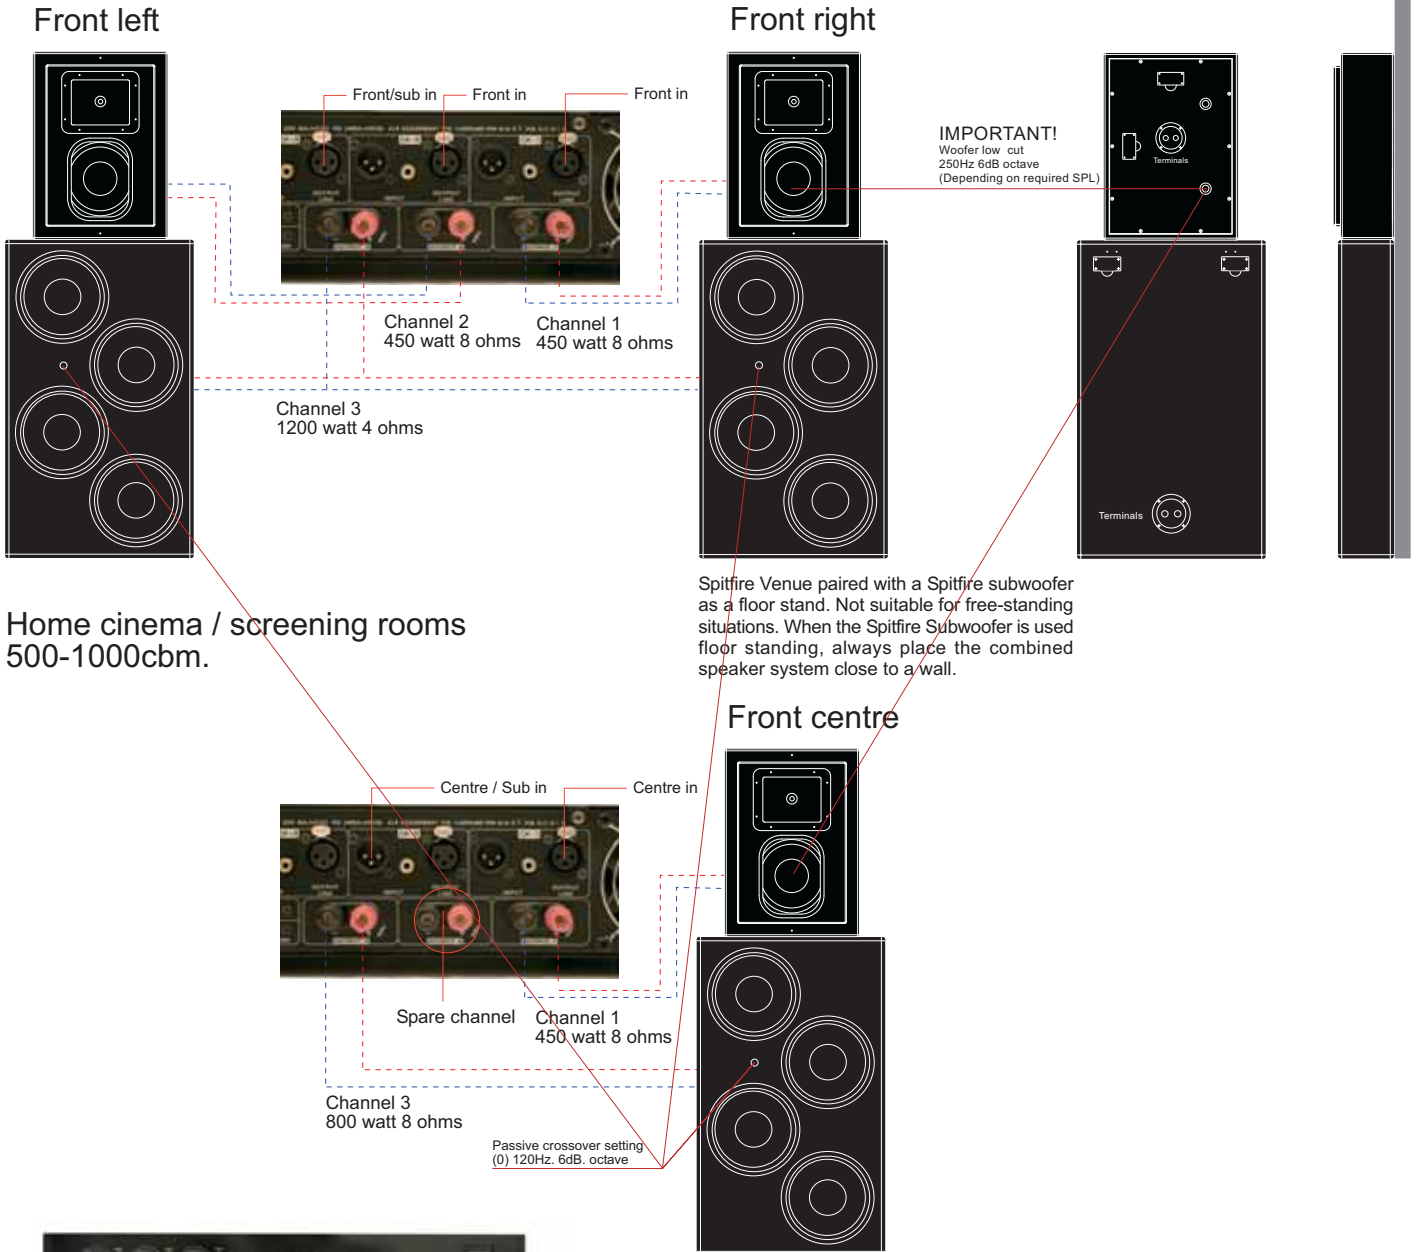 Front left
Front right
Front/sub in
Front in
Front in
IMPORTANT!
Woofer low cut
250Hz 6dB octave
(Depending on required SPL)
Terminals
Channel 2
450 watt 8 ohms
Channel 1
450 watt 8 ohms
Channel 3
1200 watt 4 ohms
Terminals
Spitfire Venue paired with a Spitfire subwoofer
as a floor stand. Not suitable for free-standing
situations. When the Spitfire Subwoofer is used
floor standing, always place the combined
speaker system close to a wall.
Home cinema / screening rooms
500-1000cbm.
Front centre
Centre / Sub in
Centre in
Spare channel
Channel 1
450 watt 8 ohms
Channel 3
800 watt 8 ohms
Passive crossover setting
(0) 120Hz. 6dB. octave